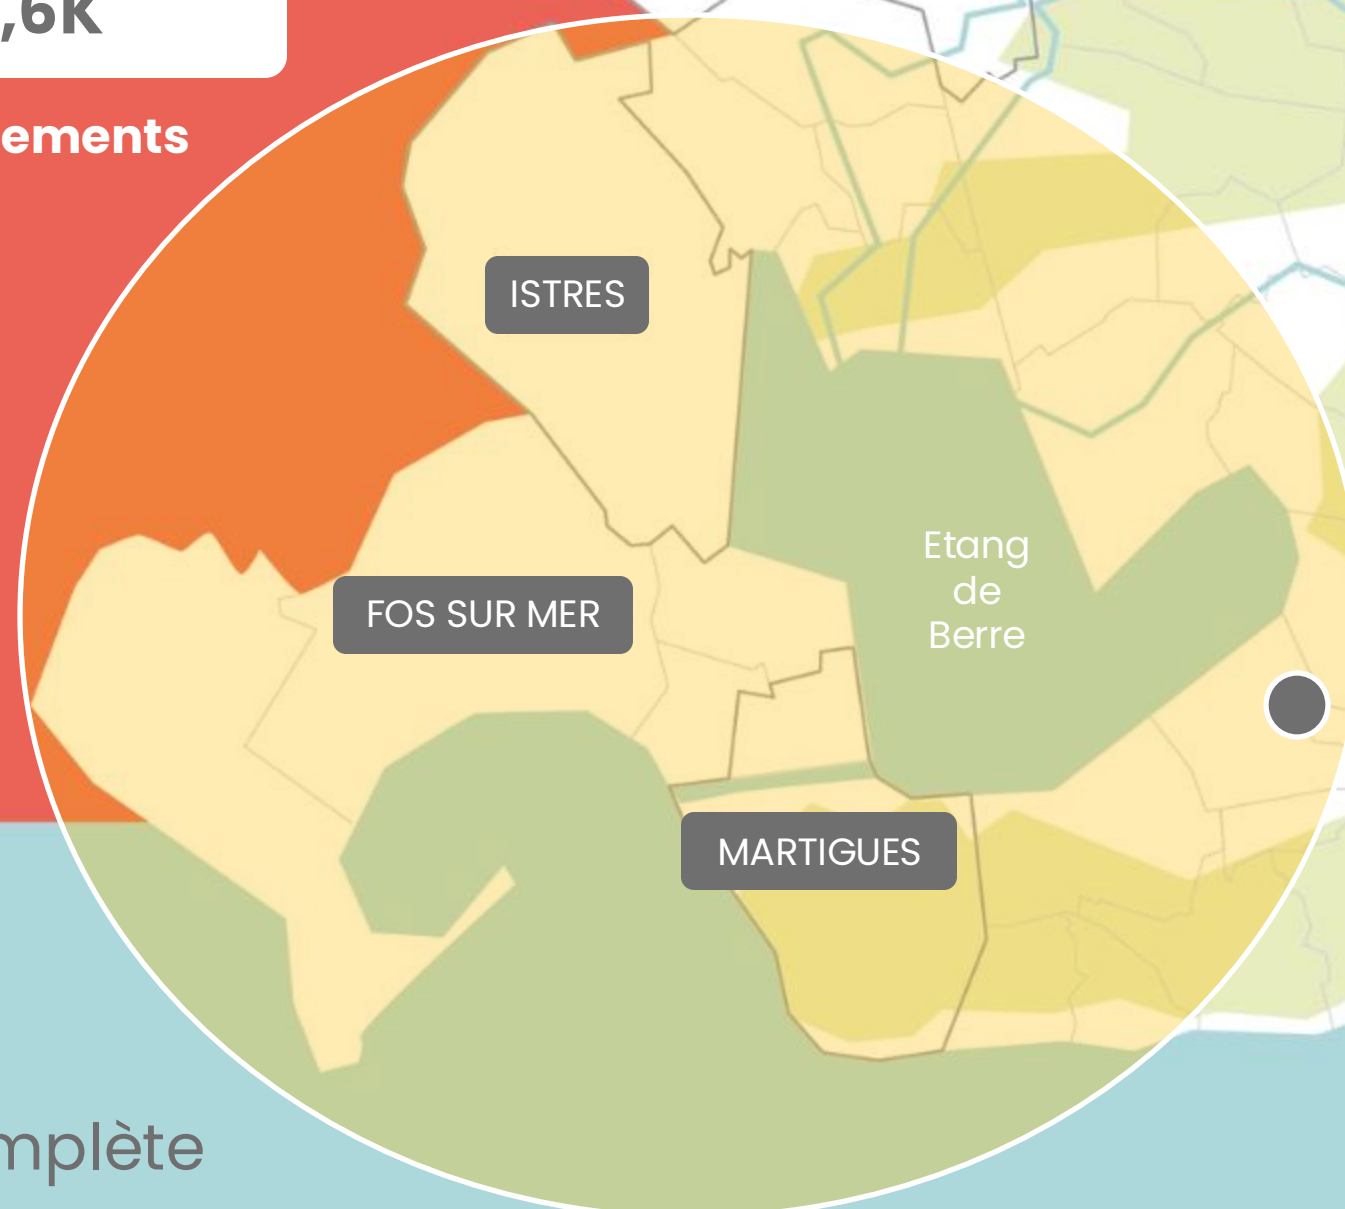 ,6K
ements
ISTRES
Etang
de
Berre
FOS SUR MER
MARTIGUES
mplète